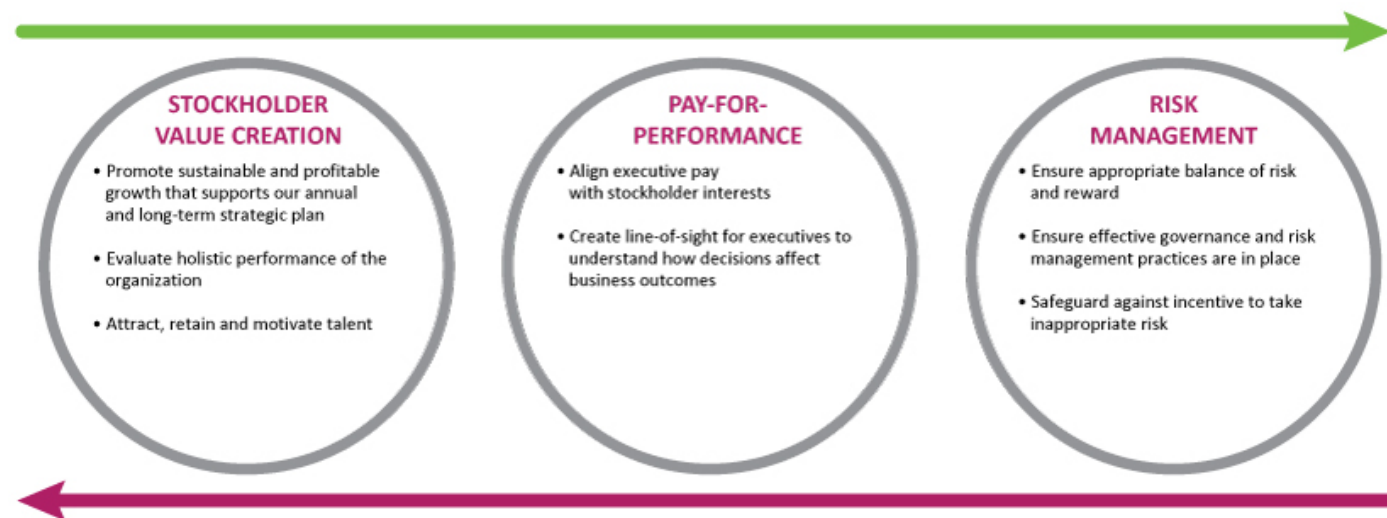 STOCKHOLDER
VALUE CREATION
• Promote sustainable and profitable
growth that supports our annual
and long-term strategic plan
• Evaluate holistic performance of the
organization
• Attract, retain and motivate talent
PAY-FOR-
PERFORMANCE
• Align executive pay
with stockholder interests
• Create line-of-sight for executives to
understand how decisions affect
business outcomes
RISK
MANAGEMENT
• Ensure appropriate balance of risk
and reward
• Ensure effective governance and risk
management practices are in place
• Safeguard against incentive to take
inappropriate risk